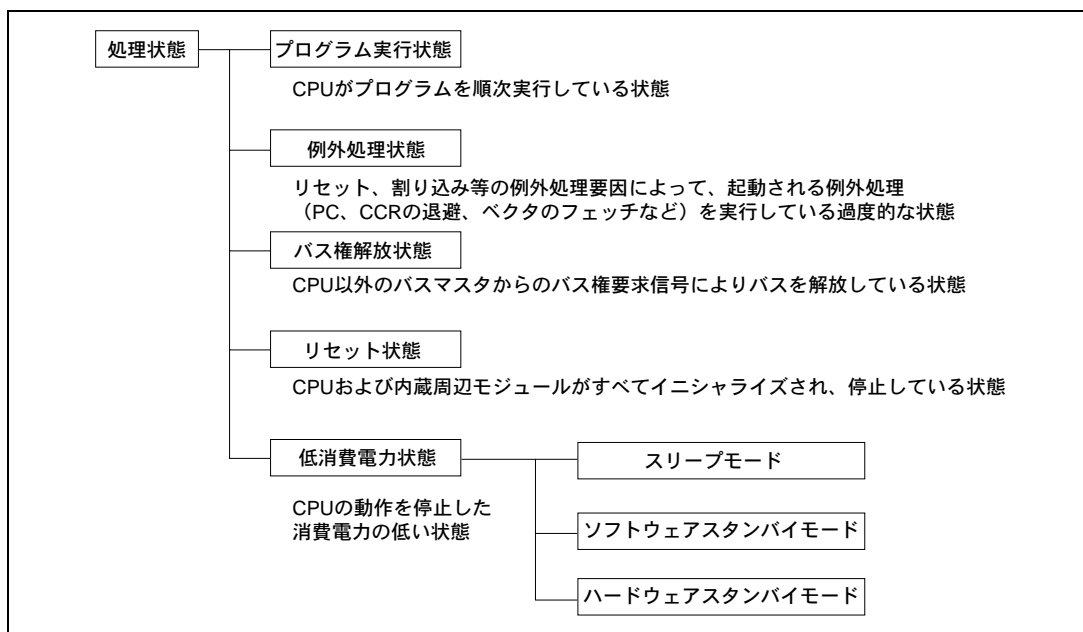 処理状態
プログラム実行状態
CPUがプログラムを順次実行している状態
例外処理状態
リセット、割り込み等の例外処理要因によって、起動される例外処理
（PC、CCRの退避、ベクタのフェッチなど）を実行している過度的な状態
バス権解放状態
CPU以外のバスマスタからのバス権要求信号によりバスを解放している状態
リセット状態
CPUおよび内蔵周辺モジュールがすべてイニシャライズされ、停止している状態
低消費電力状態
CPUの動作を停止した
消費電力の低い状態
スリープモード
ソフトウェアスタンバイモード
ハードウェアスタンバイモード